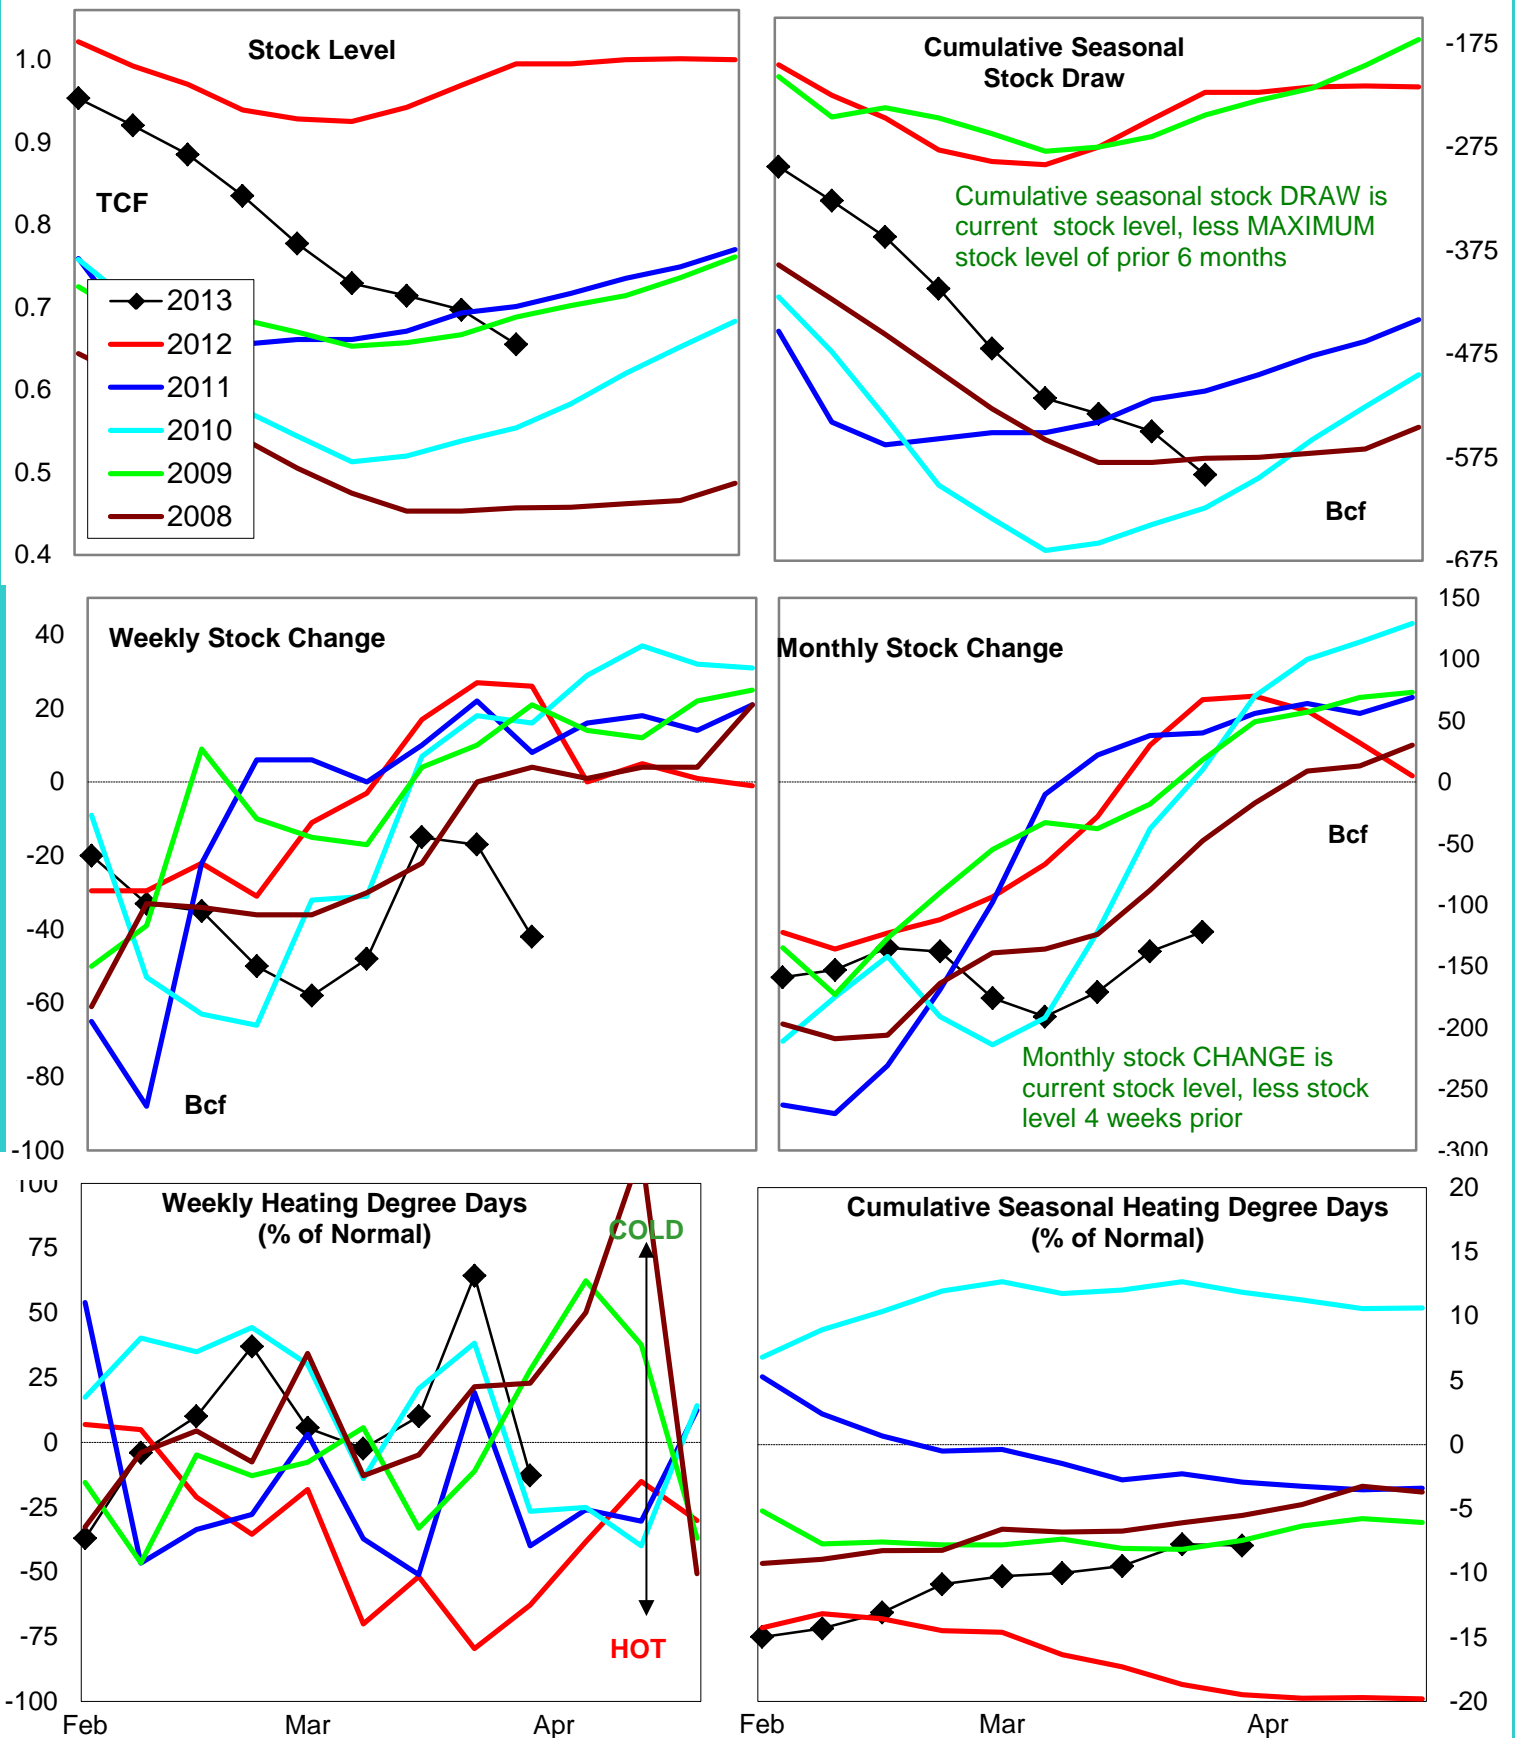 Stock Level
1.0
0.9
0.8
0.7
0.6
0.5
0.4
TCF
2013
2012
2011
2010
2009
2008
Cumulative Seasonal
Stock Draw
-175
-275
-375
-475
-575
-675
Cumulative seasonal stock DRAW is
current stock level, less MAXIMUM
stock level of prior 6 months
Bcf
Weekly Stock Change
40
20
0
-20
-40
-60
-80
-100
Bcf
Monthly Stock Change
150
100
50
0
-50
-100
-150
-200
-250
-300
Bcf
Monthly stock CHANGE is
current stock level, less stock
level 4 weeks prior
Weekly Heating Degree Days
(% of Normal)
100
75
50
25
0
-25
-50
-75
-100
COLD
HOT
Feb Mar Apr
Cumulative Seasonal Heating Degree Days
(% of Normal)
20
15
10
5
0
-5
-10
-15
-20
Feb Mar Apr